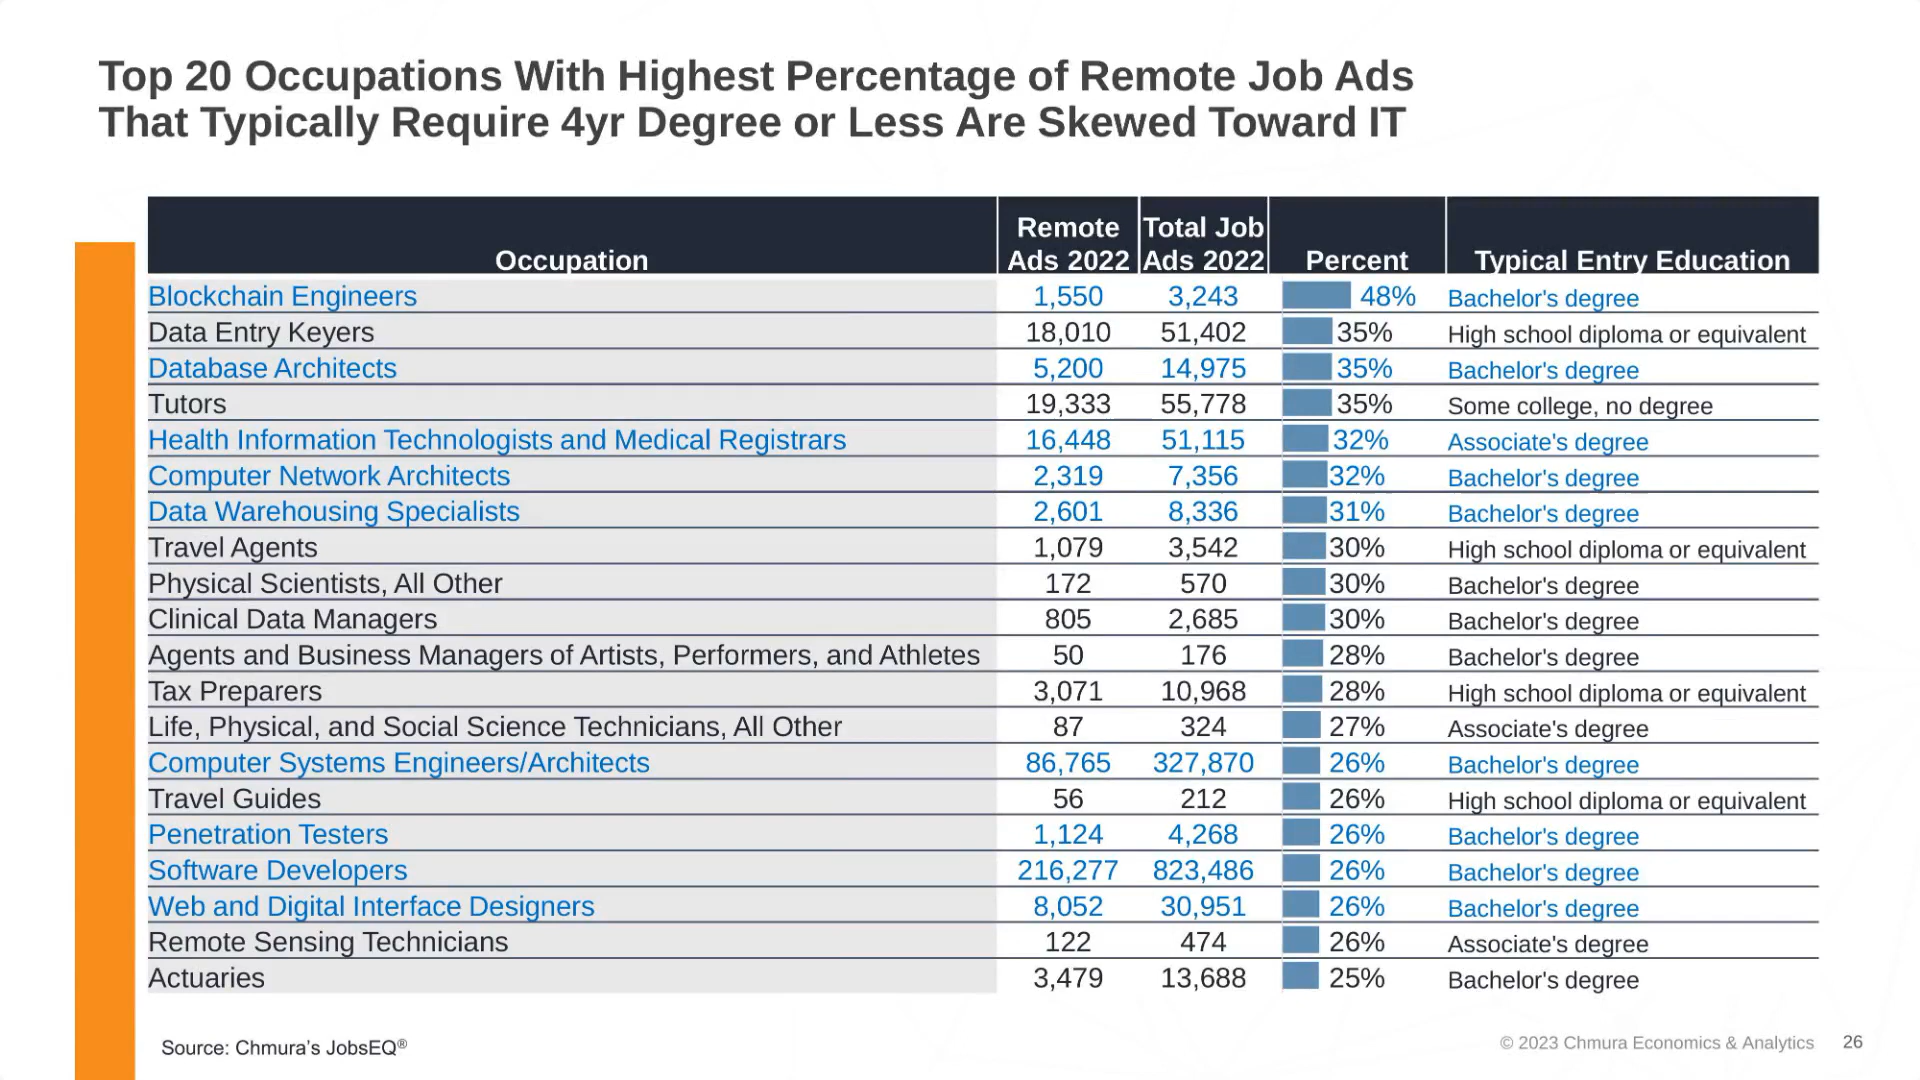 Top 20 Occupations With Highest Percentage of Remote Job Ads
That Typically Require 4yr Degree or Less Are Skewed Toward IT
Occupation Remote Ads 2022 Total Job Ads 2022 Percent Typical Entry Education
Blockchain Engineers 1,550 3,243 48% Bachelor's degree
Data Entry Keyers 18,010 51,402 35% High school diploma or equivalent
Database Architects 5,200 14,975 35% Bachelor's degree
Tutors 19,333 55,778 35% Some college, no degree
Health Information Technologists and Medical Registrars 16,448 51,115 32% Associate's degree
Computer Network Architects 2,319 7,356 32% Bachelor's degree
Data Warehousing Specialists 2,601 8,336 31% Bachelor's degree
Travel Agents 1,079 3,542 30% High school diploma or equivalent
Physical Scientists, All Other 172 570 30% Bachelor's degree
Clinical Data Managers 805 2,685 30% Bachelor's degree
Agents and Business Managers of Artists, Performers, and Athletes 50 176 28% Bachelor's degree
Tax Preparers 3,071 10,968 28% High school diploma or equivalent
Life, Physical, and Social Science Technicians, All Other 87 324 27% Associate's degree
Computer Systems Engineers/Architects 86,765 327,870 26% Bachelor's degree
Travel Guides 56 212 26% High school diploma or equivalent
Penetration Testers 1,124 4,268 26% Bachelor's degree
Software Developers 216,277 823,486 26% Bachelor's degree
Web and Digital Interface Designers 8,052 30,951 26% Bachelor's degree
Remote Sensing Technicians 122 474 26% Associate's degree
Actuaries 3,479 13,688 25% Bachelor's degree
Source: Chmura’s JobsEQ®
© 2023 Chmura Economics & Analytics 26